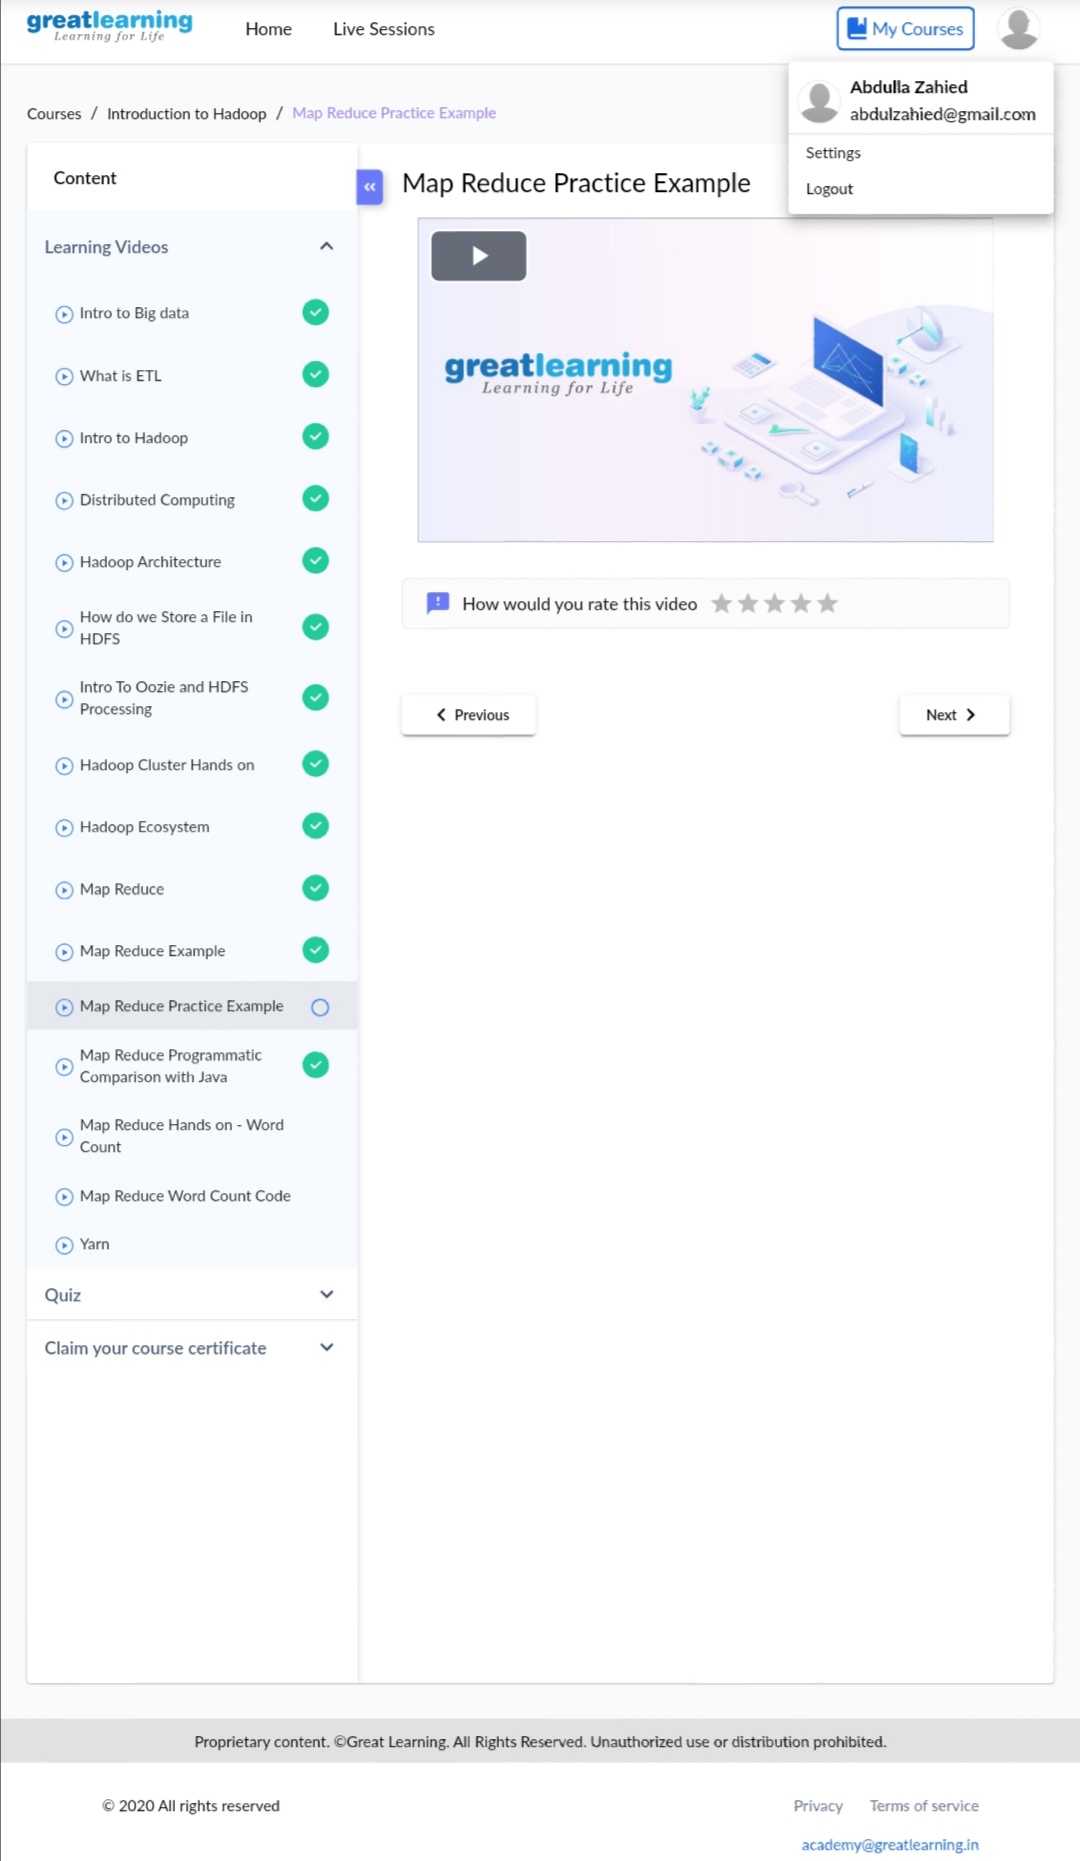 greatlearning
Learning for Life
Home
Live Sessions
My Courses
Abdulla Zahied
abdulzahied@gmail.com
Settings
Logout
Courses / Introduction to Hadoop / Map Reduce Practice Example
Content
Learning Videos
Intro to Big data
What is ETL
Intro to Hadoop
Distributed Computing
Hadoop Architecture
How do we Store a File in
HDFS
Intro To Oozie and HDFS
Processing
Hadoop Cluster Hands on
Hadoop Ecosystem
Map Reduce
Map Reduce Example
Map Reduce Practice Example
Map Reduce Programmatic
Comparison with Java
Map Reduce Hands on - Word
Count
Map Reduce Word Count Code
Yarn
Quiz
Claim your course certificate
Map Reduce Practice Example
greatlearning
Learning for Life
How would you rate this video
Previous
Next
Proprietary content. ©Great Learning. All Rights Reserved. Unauthorized use or distribution prohibited.
© 2020 All rights reserved
Privacy
Terms of service
academy@greatlearning.in